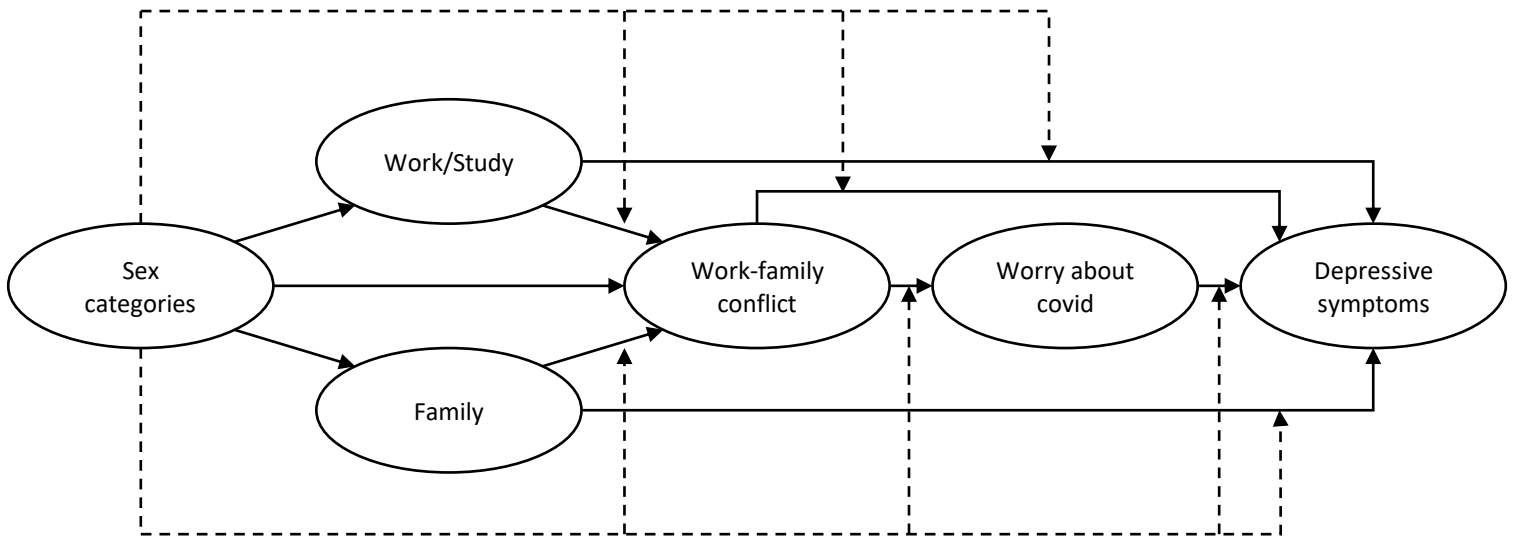 Work/Study
Sex
categories
Work-family
conflict
Worry about
covid
Depressive
symptoms
Family